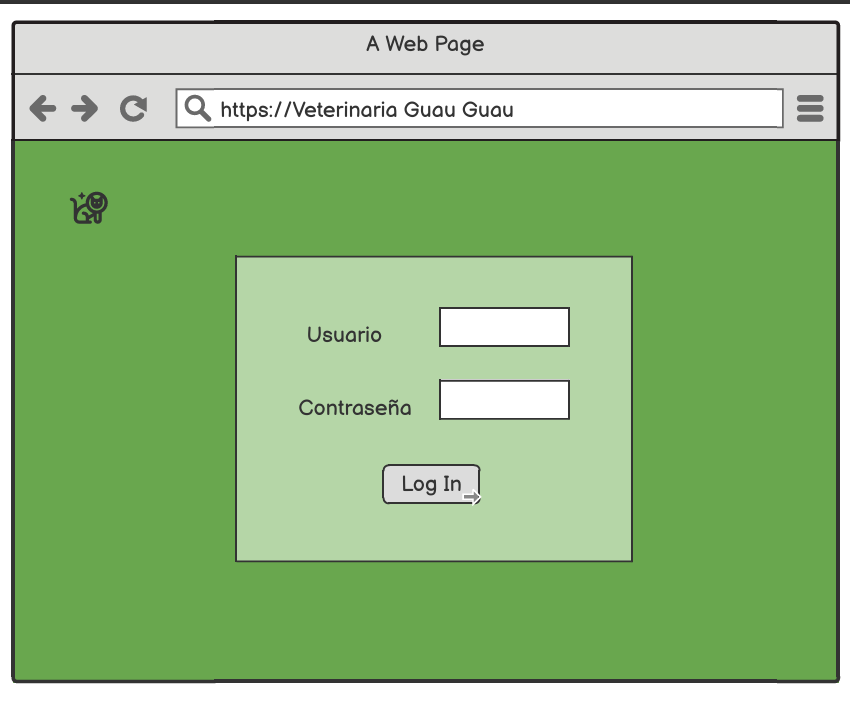 A Web Page
https://Veterinaria Guau Guau
Usuario
Contraseña
Log In